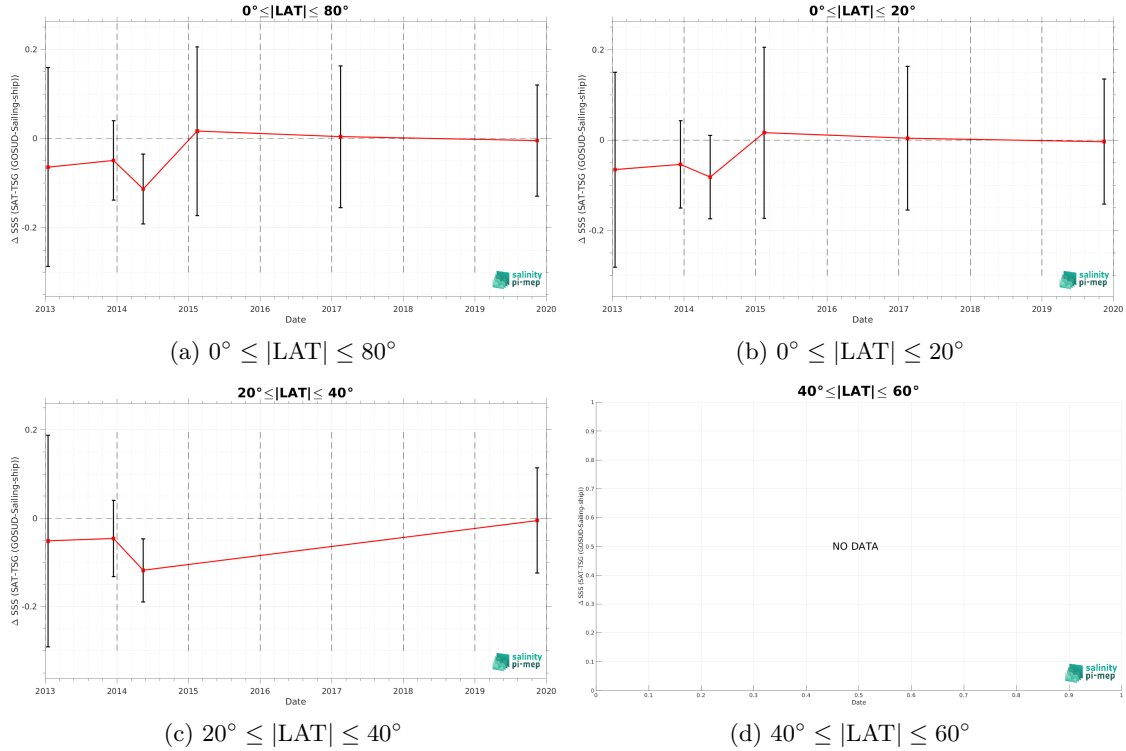 0°≤|LAT|≤ 80°
0.2
0
-0.2
Δ SSS (SAT-TSG (GOSUD-Sailing-ship))
2013 2014 2015 2016 2017 2018 2019 2020
Date
salinity
pi-mep
(a) 0° ≤ |LAT| ≤ 80°
0°≤|LAT|≤ 20°
0.2
0
-0.2
Δ SSS (SAT-TSG (GOSUD-Sailing-ship))
2013 2014 2015 2016 2017 2018 2019 2020
Date
salinity
pi-mep
(b) 0° ≤ |LAT| ≤ 20°
20°≤|LAT|≤ 40°
0.2
0
-0.2
Δ SSS (SAT-TSG (GOSUD-Sailing-ship))
2013 2014 2015 2016 2017 2018 2019 2020
Date
salinity
pi-mep
(c) 20° ≤ |LAT| ≤ 40°
40°≤|LAT|≤ 60°
1
0.9
0.8
0.7
0.6
0.5
0.4
0.3
0.2
0.1
0
Δ SSS (SAT-TSG (GOSUD-Sailing-ship))
NO DATA
0 0.1 0.2 0.3 0.4 0.5 0.6 0.7 0.8 0.9 1
Date
salinity
pi-mep
(d) 40° ≤ |LAT| ≤ 60°